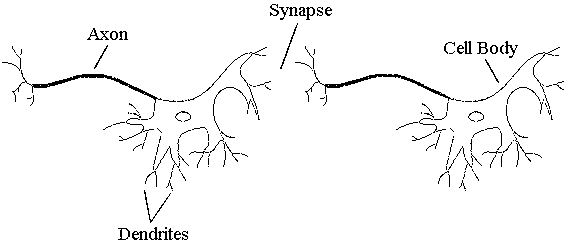 Synapse
Axon
Cell Body
Dendrites